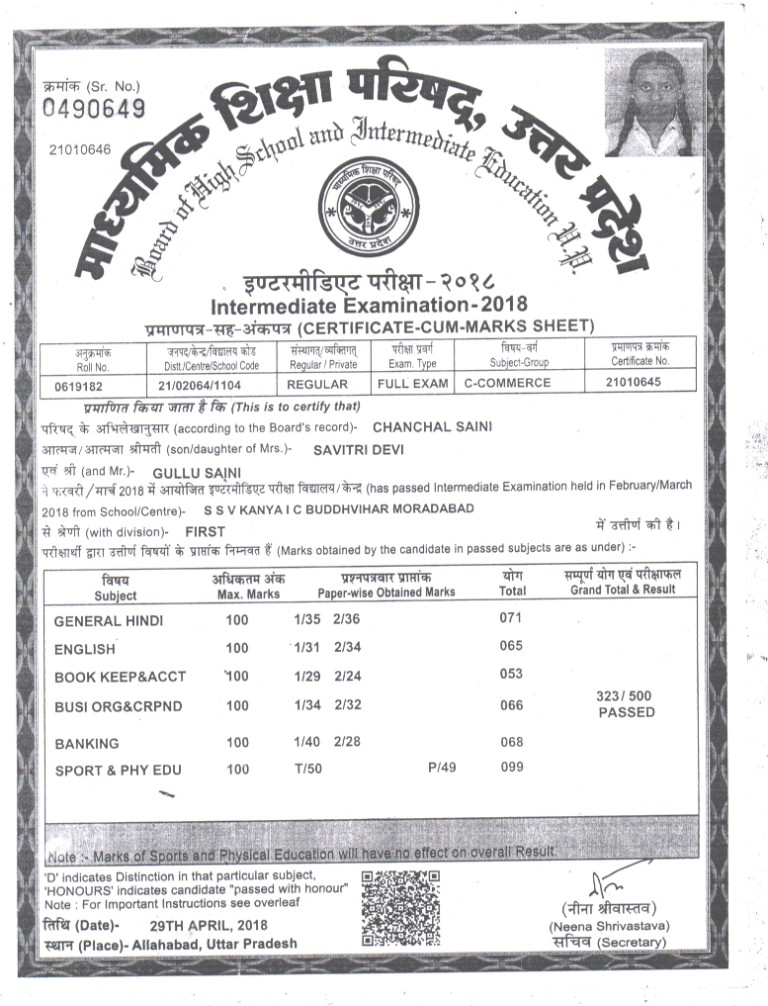 क्रमांक (Sr. No.)
0490649
21010646
माध्यमिक शिक्षा परिषद्, उत्तर प्रदेश
Board of High School and Intermediate Education U.P.
माध्यमिक शिक्षा परिषद
उत्तर प्रदेश
इण्टरमीडिएट परीक्षा-२०१८
Intermediate Examination-2018
प्रमाणपत्र-सह-अंकपत्र (CERTIFICATE-CUM-MARKS SHEET)
अनुक्रमांक जनपद/केन्द्र/विद्यालय कोड संस्थागत/व्यक्तिगत परीक्षा प्रवर्ग विषय-वर्ग प्रमाणपत्र क्रमांक
Roll No. Distt./Centre/School Code Regular / Private Exam. Type Subject-Group Certificate No.
0619182 21/02064/1104 REGULAR FULL EXAM C-COMMERCE 21010645
प्रमाणित किया जाता है कि (This is to certify that)
परिषद के अभिलेखानुसार (according to the Board's record)- CHANCHAL SAINI
आत्मज/आत्मजा श्रीमती (son/daughter of Mrs.)- SAVITRI DEVI
एवं श्री (and Mr.)- GULLU SAINI
ने फरवरी/मार्च 2018 में आयोजित इण्टरमीडिएट परीक्षा विद्यालय/केन्द्र (has passed Intermediate Examination held in February/March
2018 from School/Centre)- S S V KANYA I C BUDDHVIHAR MORADABAD
से श्रेणी (with division)- FIRST में उत्तीर्ण की है।
परीक्षार्थी द्वारा उत्तीर्ण विषयों के प्राप्तांक निम्नवत हैं (Marks obtained by the candidate in passed subjects are as under) :-
विषय अधिकतम अंक प्रश्नपत्रवार प्राप्तांक योग सम्पूर्ण योग एवं परीक्षाफल
Subject Max. Marks Paper-wise Obtained Marks Total Grand Total & Result
GENERAL HINDI 100 1/35 2/36 071
ENGLISH 100 1/31 2/34 065
BOOK KEEP&ACCT 100 1/29 2/24 053
BUSI ORG&CRPND 100 1/34 2/32 066
323/500
PASSED
BANKING 100 1/40 2/28 068
SPORT & PHY EDU 100 T/50 P/49 099
Note :- Marks of Sports and Physical Education will have no effect on overall Result.
'D' indicates Distinction in that particular subject,
'HONOURS' indicates candidate "passed with honour"
Note : For Important Instructions see overleaf
तिथि (Date)- 29TH APRIL, 2018
स्थान (Place)- Allahabad, Uttar Pradesh
(नीना श्रीवास्तव)
(Neena Shrivastava)
सचिव (Secretary)